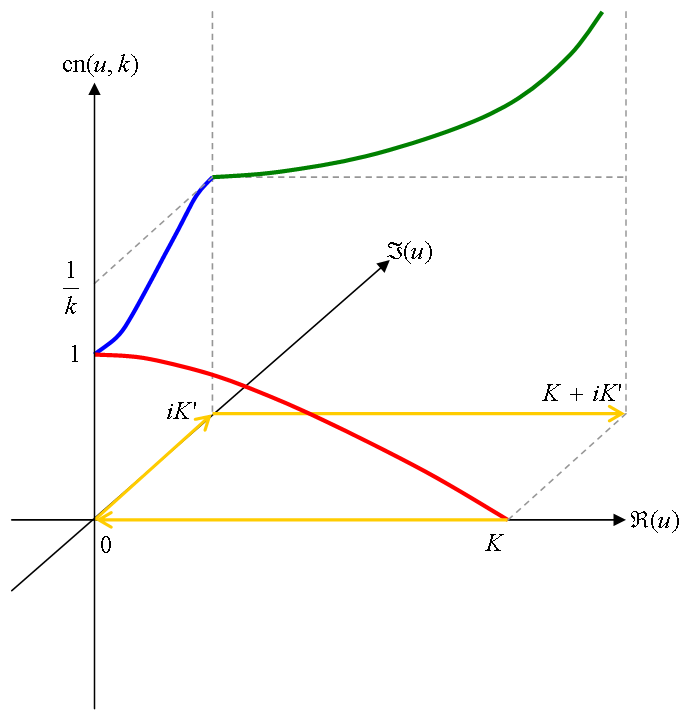 cn(u, k)
ℑ(u)
1
k
1
iK'
K + iK'
ℜ(u)
0
K